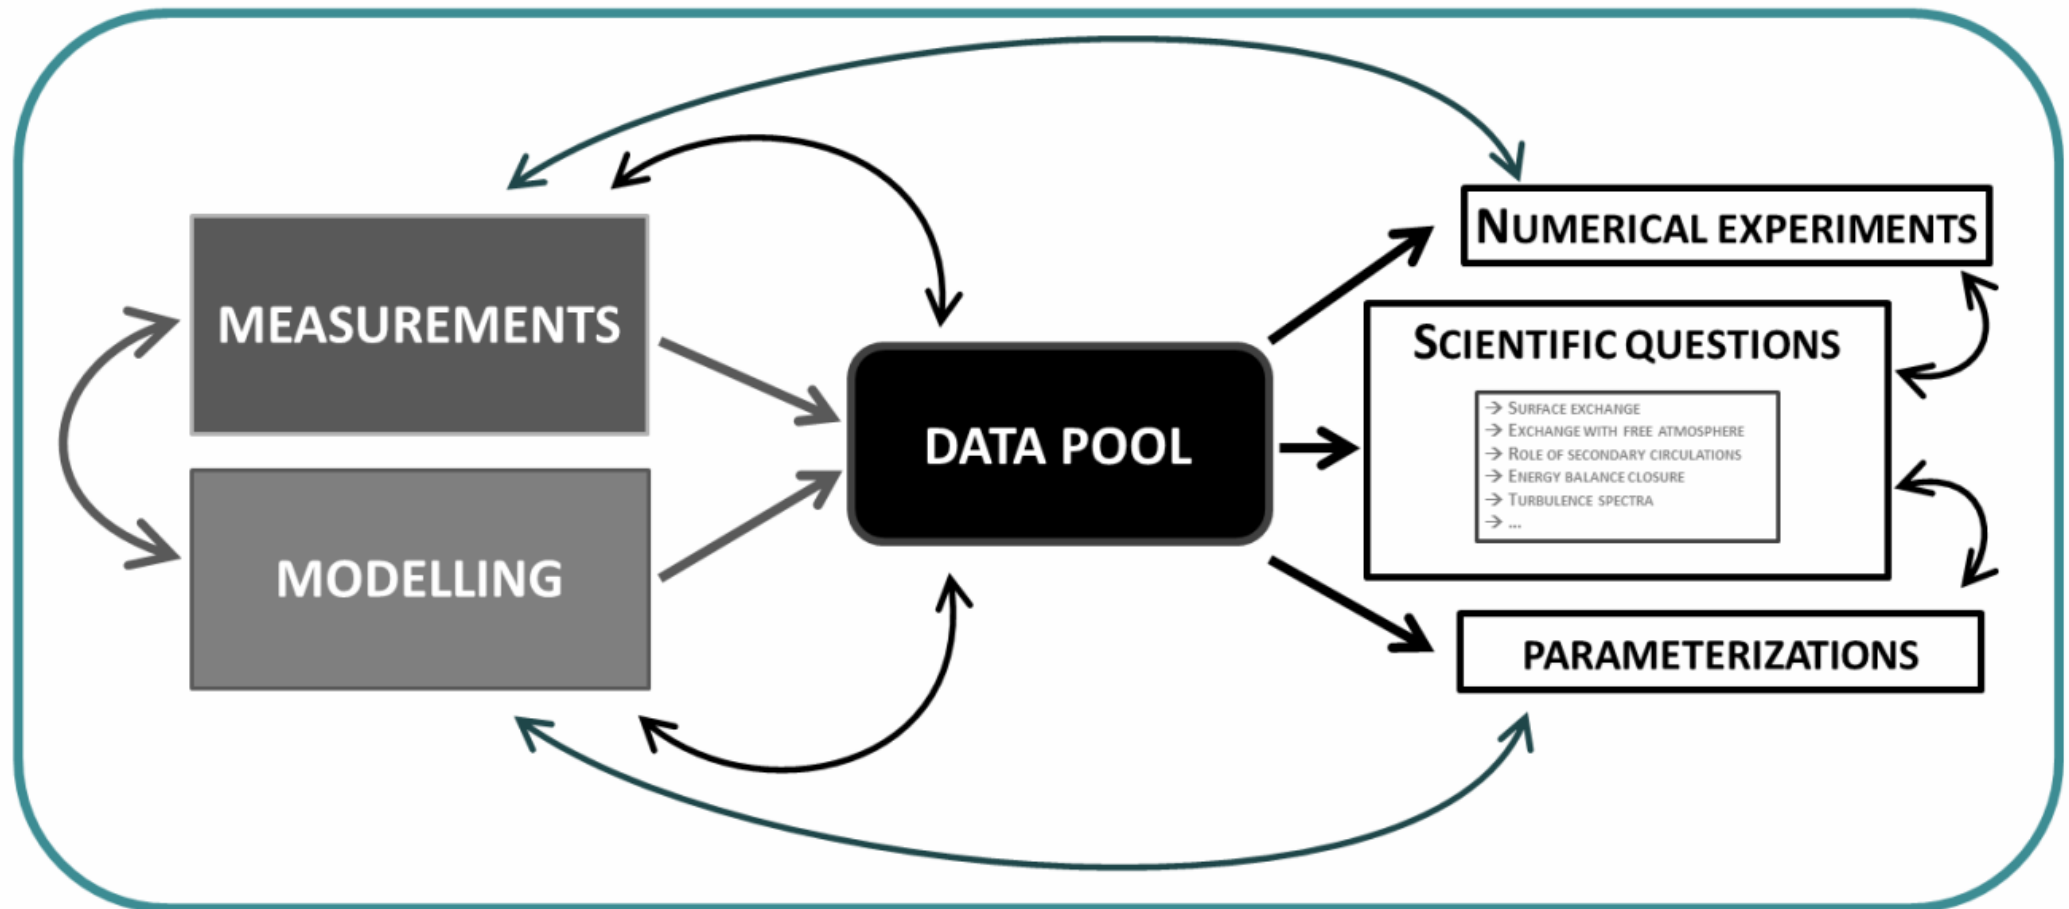 MEASUREMENTS
MODELLING
DATA POOL
NUMERICAL EXPERIMENTS
SCIENTIFIC QUESTIONS
→ SURFACE EXCHANGE
→ EXCHANGE WITH FREE ATMOSPHERE
→ ROLE OF SECONDARY CIRCULATIONS
→ ENERGY BALANCE CLOSURE
→ TURBULENCE SPECTRA
→ ...
PARAMETERIZATIONS